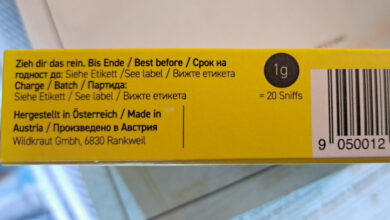 Zieh dir das rein. Bis Ende / Best before / Срок на
годност до: Siehe Etikett /See label / Вижте етикета
Charge / Batch / Партида:
Siehe Etikett / See label / Вижте етикета
Hergestellt in Österreich / Made in
Austria / Произведено в Австрия
Wildkraut Gmbh, 6830 Rankweil
1g
= 20 Sniffs
9 050012